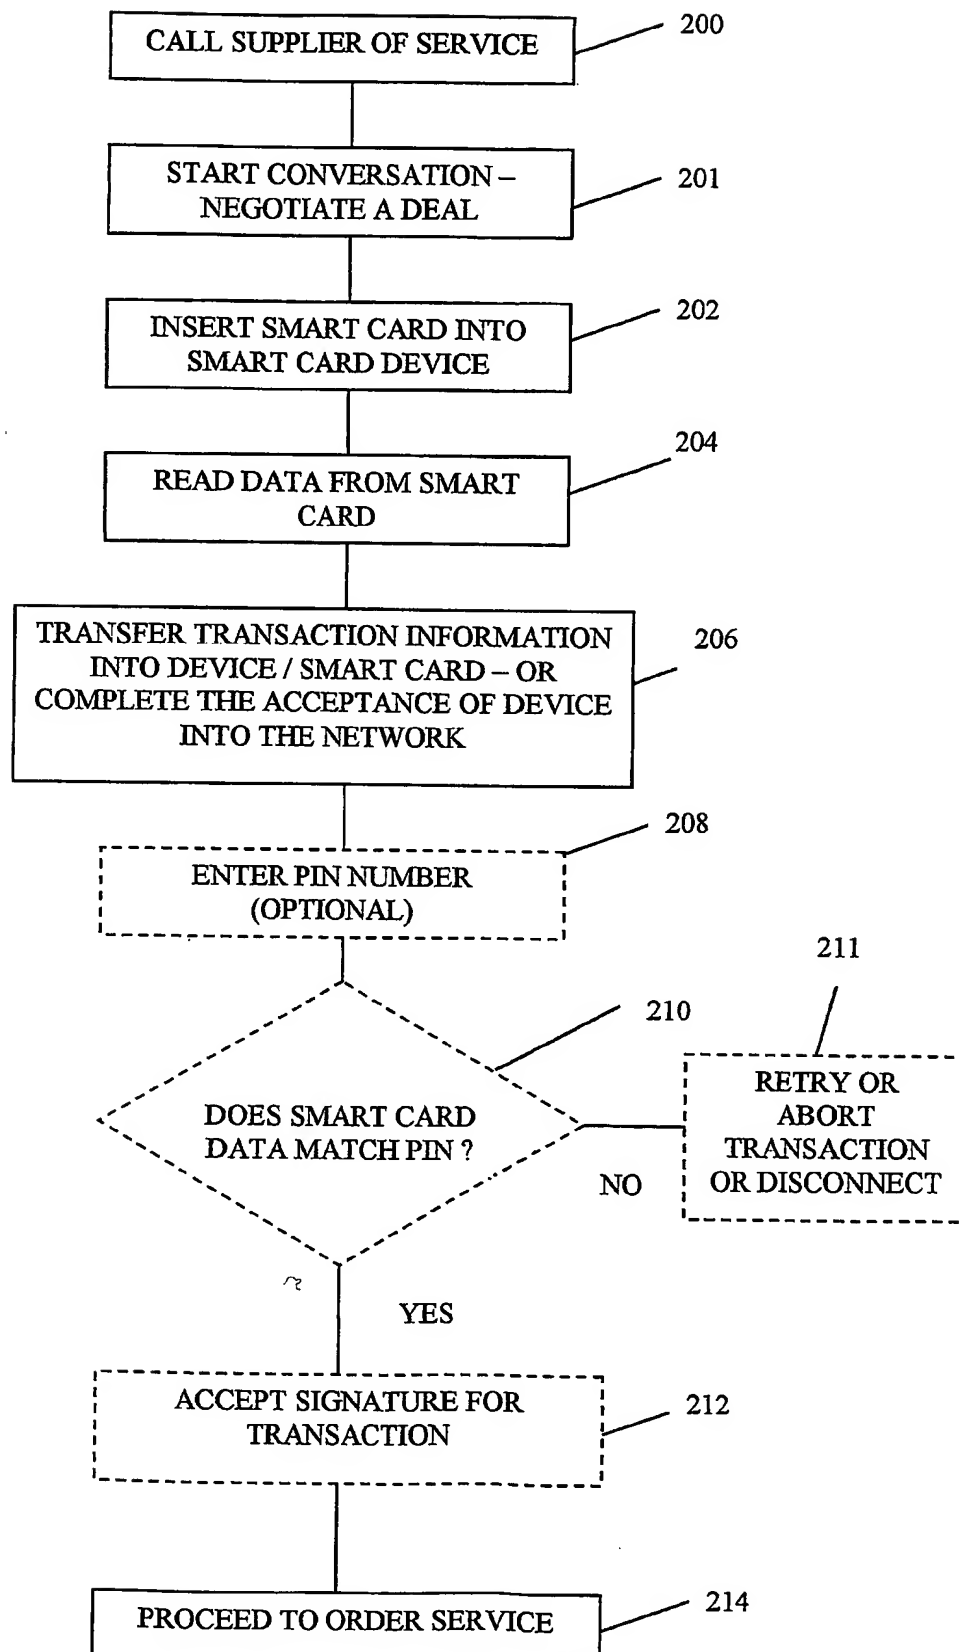 CALL SUPPLIER OF SERVICE
200
START CONVERSATION –
NEGOTIATE A DEAL
201
INSERT SMART CARD INTO
SMART CARD DEVICE
202
READ DATA FROM SMART
CARD
204
TRANSFER TRANSACTION INFORMATION
INTO DEVICE / SMART CARD – OR
COMPLETE THE ACCEPTANCE OF DEVICE
INTO THE NETWORK
206
ENTER PIN NUMBER
(OPTIONAL)
208
DOES SMART CARD
DATA MATCH PIN ?
210
NO
211
RETRY OR
ABORT
TRANSACTION
OR DISCONNECT
YES
ACCEPT SIGNATURE FOR
TRANSACTION
212
PROCEED TO ORDER SERVICE
214